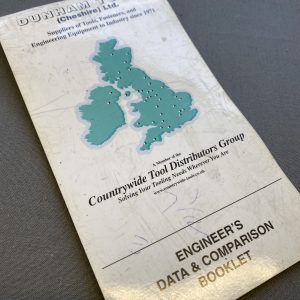 DUNHAM
(Cheshire) Ltd.
Suppliers of Tools, Fasteners, and
Engineering Equipment to Industry since 1971
A Member of the
Countrywide Tool Distributors Group
Solving Your Tooling Needs Wherever You Are
ENGINEER'S
DATA & COMPARISON
BOOKLET